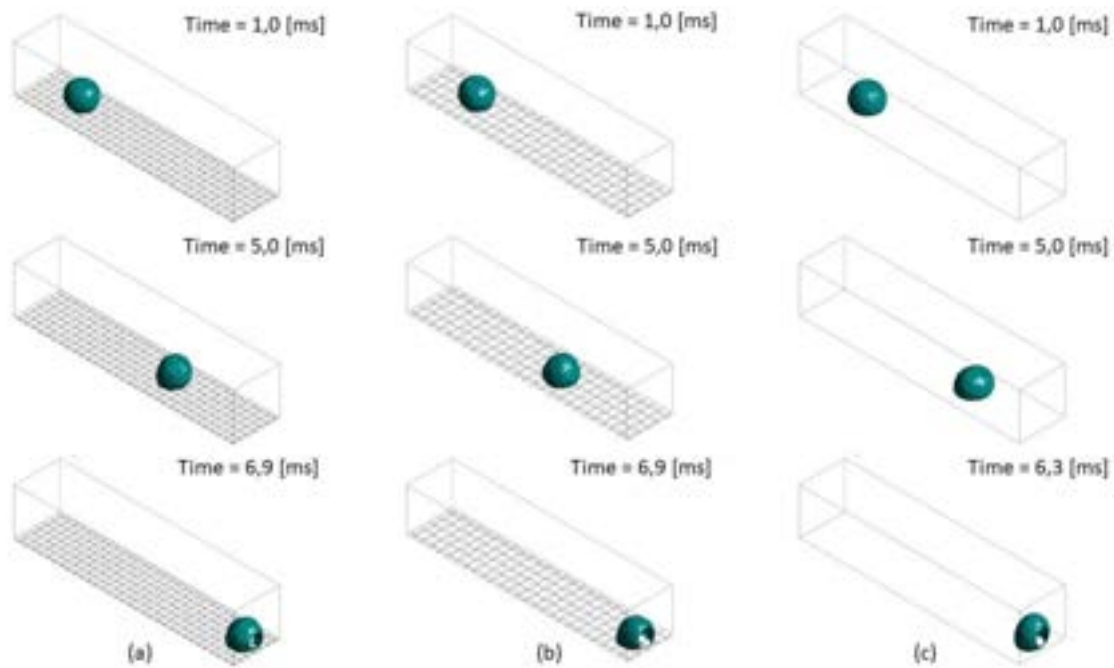 Time = 1,0 [ms]
Time = 1,0 [ms]
Time = 1,0 [ms]
Time = 5,0 [ms]
Time = 5,0 [ms]
Time = 5,0 [ms]
Time = 6,9 [ms]
Time = 6,9 [ms]
Time = 6,3 [ms]
(a)
(b)
(c)